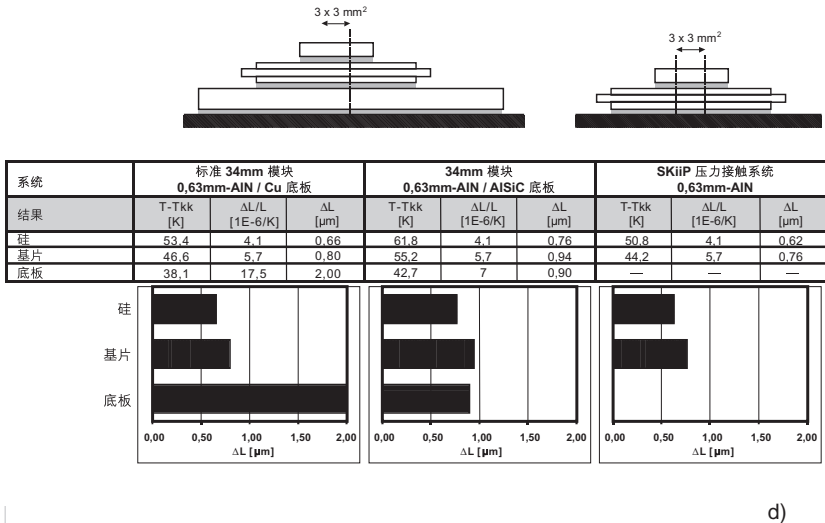 3 x 3 mm²
3 x 3 mm²
系统 标准 34mm 模块 0,63mm-AlN / Cu 底板 34mm 模块 0,63mm-AlN / AlSiC 底板 SKiiP 压力接触系统 0,63mm-AlN
结果 T-Tkk [K] ΔL/L [1E-6/K] ΔL [µm] T-Tkk [K] ΔL/L [1E-6/K] ΔL [µm] T-Tkk [K] ΔL/L [1E-6/K] ΔL [µm]
硅 53,4 4,1 0,66 61,8 4,1 0,76 50,8 4,1 0,62
基片 46,6 5,7 0,80 55,2 5,7 0,94 44,2 5,7 0,76
底板 38,1 17,5 2,00 42,7 7 0,90 — — —
硅
基片
底板
0,00 0,50 1,00 1,50 2,00 0,00 0,50 1,00 1,50 2,00 0,00 0,50 1,00 1,50 2,00
ΔL [µm] ΔL [µm] ΔL [µm]
d)